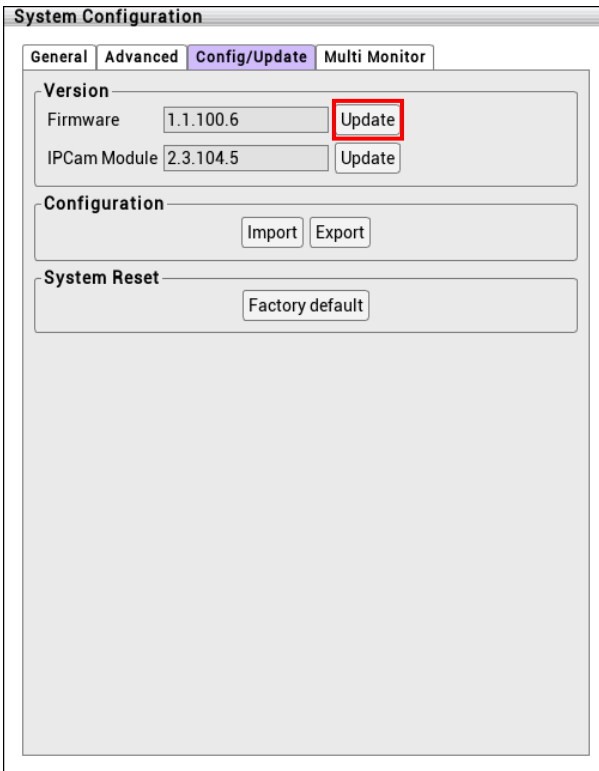 System Configuration
General Advanced Config/Update Multi Monitor
Version
Firmware 1.1.100.6 Update
IPCam Module 2.3.104.5 Update
Configuration
Import Export
System Reset
Factory default